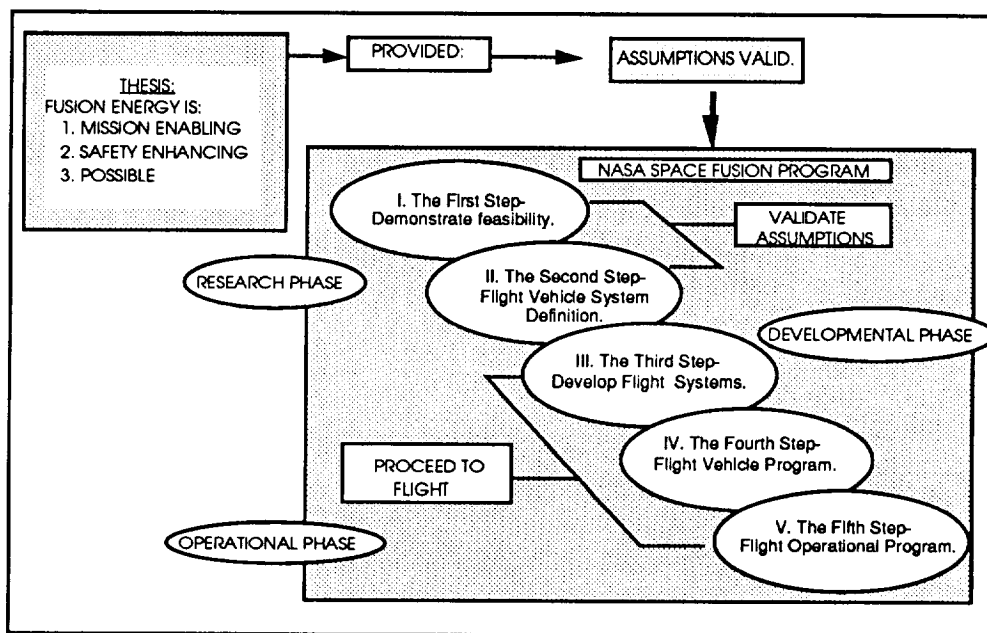 THESIS:
FUSION ENERGY IS:
1. MISSION ENABLING
2. SAFETY ENHANCING
3. POSSIBLE
PROVIDED:
ASSUMPTIONS VALID.
NASA SPACE FUSION PROGRAM
I. The First Step-
Demonstrate feasibility.
VALIDATE
ASSUMPTIONS
RESEARCH PHASE
II. The Second Step-
Flight Vehicle System
Definition.
DEVELOPMENTAL PHASE
III. The Third Step-
Develop Flight Systems.
IV. The Fourth Step-
Flight Vehicle Program.
PROCEED TO
FLIGHT
OPERATIONAL PHASE
V. The Fifth Step-
Flight Operational Program.